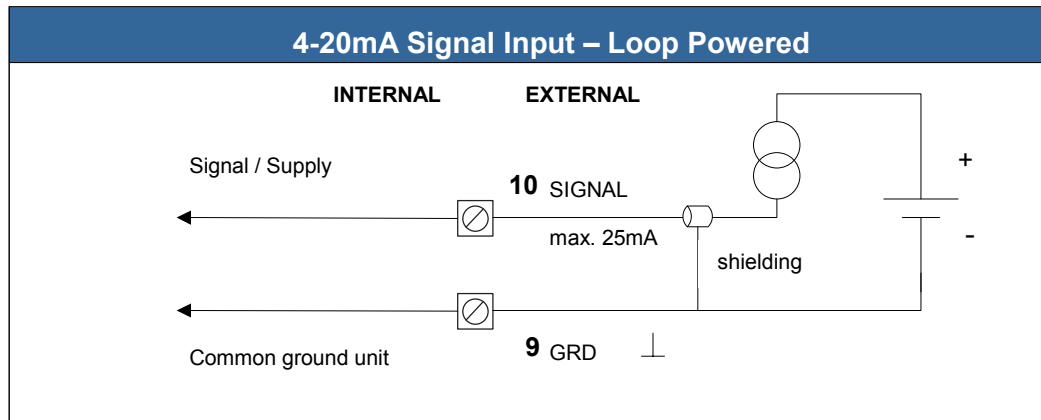 4-20mA Signal Input – Loop Powered
INTERNAL EXTERNAL
Signal / Supply
10 SIGNAL
max. 25mA
shielding
+
-
9 GRD
Common ground unit